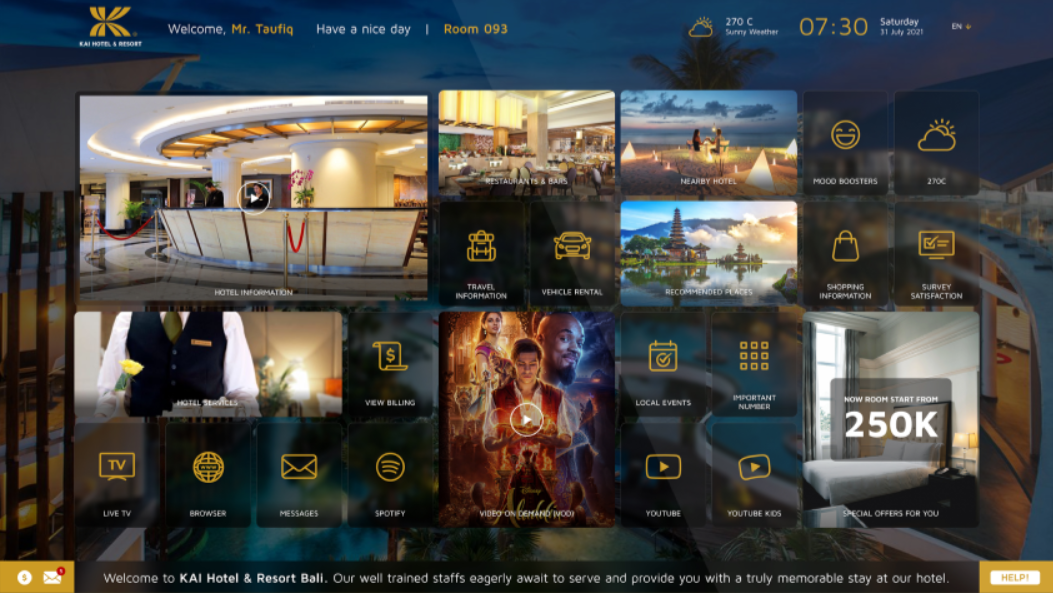 KAI HOTEL & RESORT
Welcome, Mr. Taufiq
Have a nice day
|
Room 093
270 C
Sunny Weather
07:30
Saturday
31 July 2021
EN
HOTEL INFORMATION
RESTAURANTS & BARS
NEARBY HOTEL
MOOD BOOSTERS
270C
TRAVEL
INFORMATION
VEHICLE RENTAL
RECOMMENDED PLACES
SHOPPING
INFORMATION
SURVEY
SATISFACTION
HOTEL SERVICES
VIEW BILLING
$
Disney
Aladdin
VIDEO ON DEMAND (VOD)
LOCAL EVENTS
IMPORTANT
NUMBER
NOW ROOM START FROM
250K
SPECIAL OFFERS FOR YOU
TV
LIVE TV
WWW
BROWSER
MESSAGES
SPOTIFY
YOUTUBE
YOUTUBE KIDS
$
1
Welcome to KAI Hotel & Resort Bali. Our well trained staffs eagerly await to serve and provide you with a truly memorable stay at our hotel.
HELP!